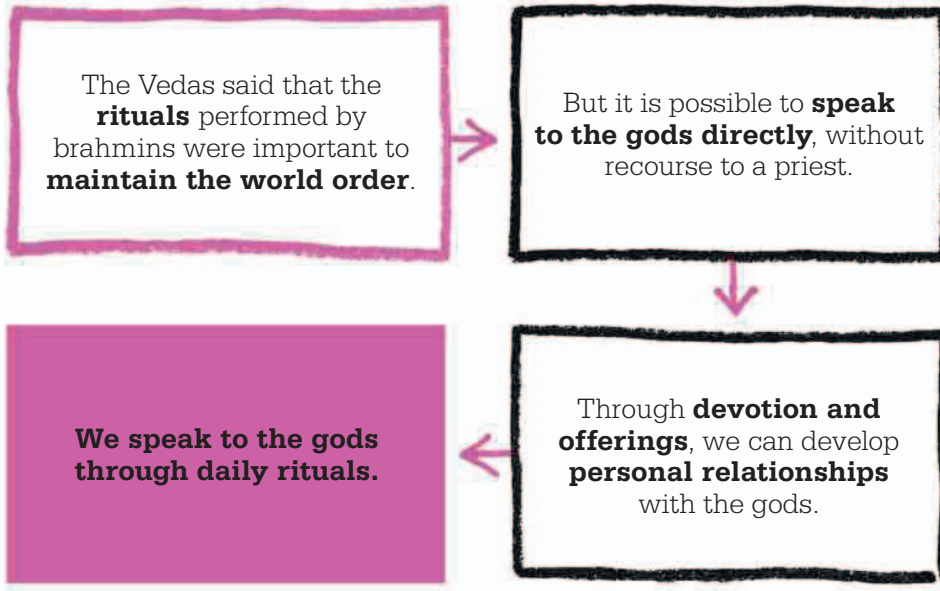 The Vedas said that the
rituals performed by
brahmins were important to
maintain the world order.
But it is possible to speak
to the gods directly, without
recourse to a priest.
Through devotion and
offerings, we can develop
personal relationships
with the gods.
We speak to the gods
through daily rituals.